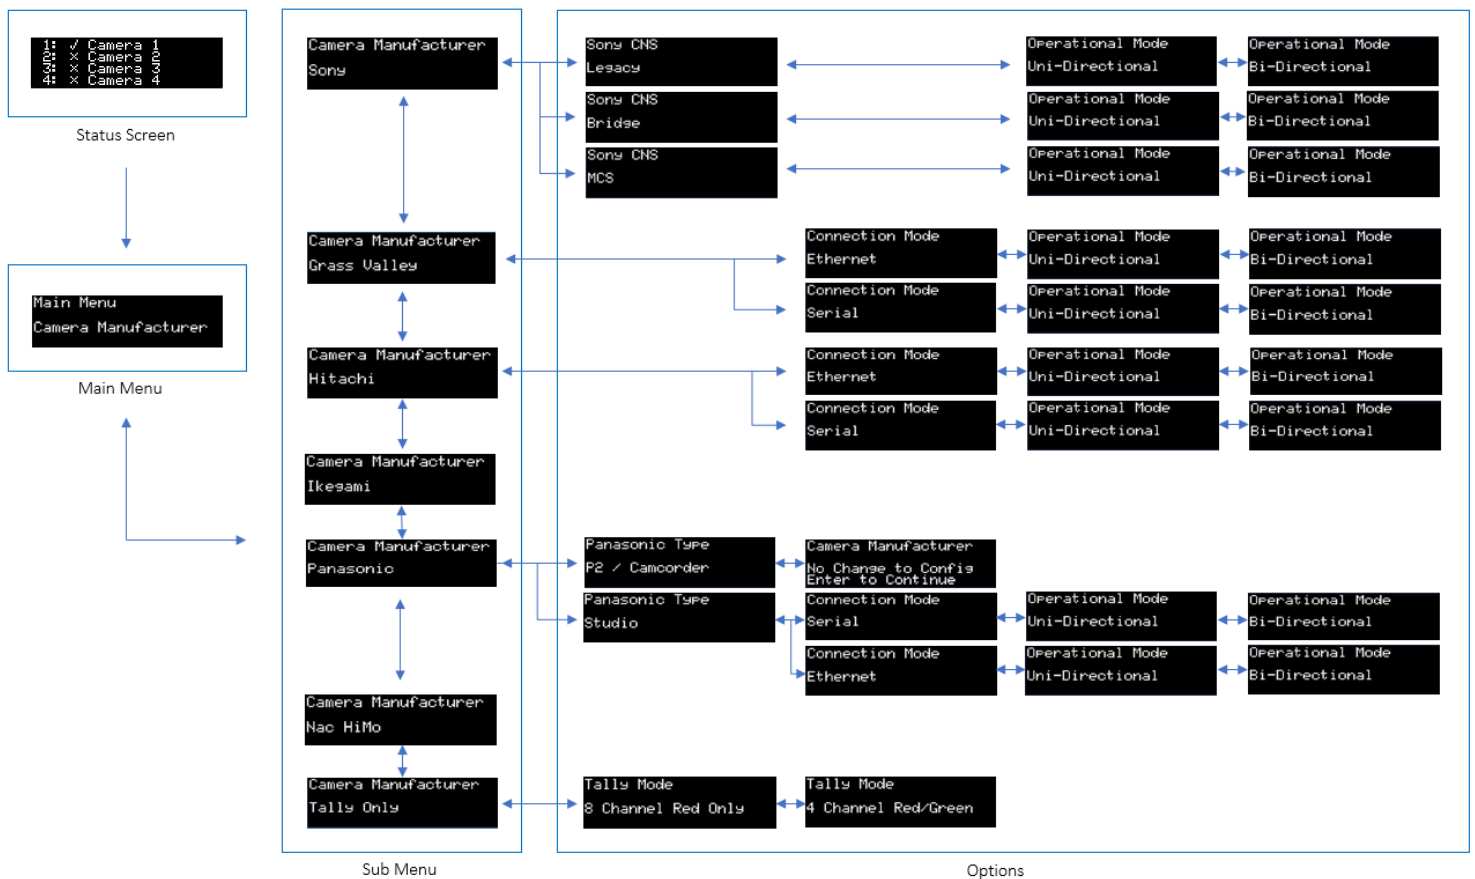 1: ✓ Camera 1
2: × Camera 2
3: × Camera 3
4: × Camera 4
Status Screen
Main Menu
Camera Manufacturer
Main Menu
Camera Manufacturer
Sony
Camera Manufacturer
Grass Valley
Camera Manufacturer
Hitachi
Camera Manufacturer
Ikegami
Camera Manufacturer
Panasonic
Camera Manufacturer
Nac HiMo
Camera Manufacturer
Tally Only
Sub Menu
Sony CNS
Legacy
Operational Mode
Uni-Directional
Operational Mode
Bi-Directional
Sony CNS
Bridge
Operational Mode
Uni-Directional
Operational Mode
Bi-Directional
Sony CNS
MCS
Operational Mode
Uni-Directional
Operational Mode
Bi-Directional
Connection Mode
Ethernet
Operational Mode
Uni-Directional
Operational Mode
Bi-Directional
Connection Mode
Serial
Operational Mode
Uni-Directional
Operational Mode
Bi-Directional
Connection Mode
Ethernet
Operational Mode
Uni-Directional
Operational Mode
Bi-Directional
Connection Mode
Serial
Operational Mode
Uni-Directional
Operational Mode
Bi-Directional
Panasonic Type
P2 / Camcorder
Camera Manufacturer
No Change to Config
Enter to Continue
Panasonic Type
Studio
Connection Mode
Serial
Operational Mode
Uni-Directional
Operational Mode
Bi-Directional
Connection Mode
Ethernet
Operational Mode
Uni-Directional
Operational Mode
Bi-Directional
Tally Mode
8 Channel Red Only
Tally Mode
4 Channel Red/Green
Options